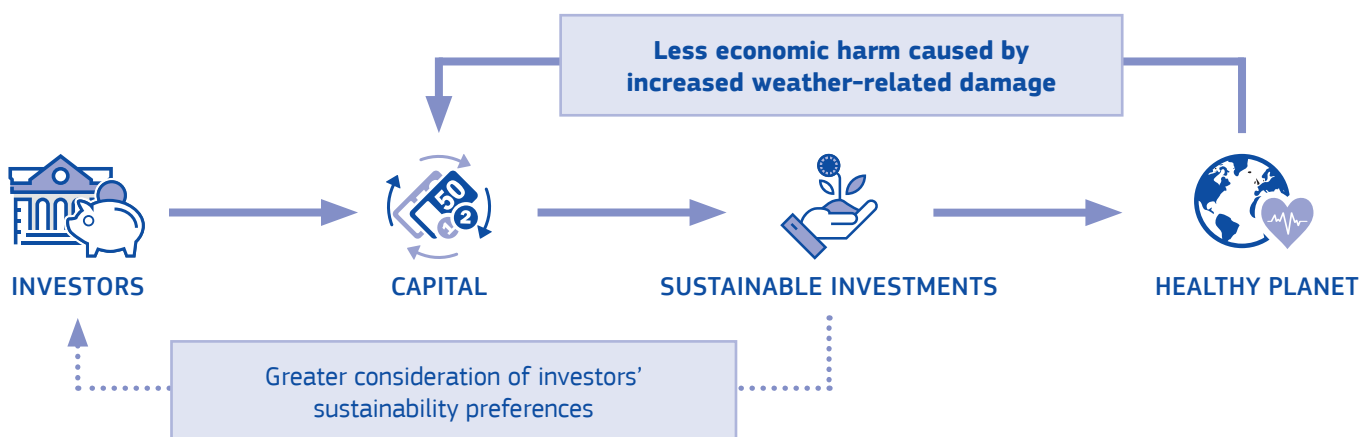 Less economic harm caused by
increased weather-related damage
50
1 2
INVESTORS
CAPITAL
SUSTAINABLE INVESTMENTS
HEALTHY PLANET
Greater consideration of investors’
sustainability preferences